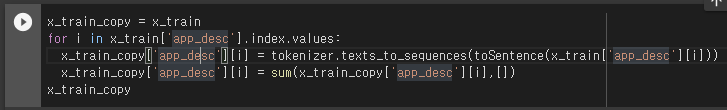 x_train_copy = x_train
for i in x_train['app_desc'].index.values:
  x_train_copy['app_desc'][i] = tokenizer.texts_to_sequences(toSentence(x_train['app_desc'][i]))
  x_train_copy['app_desc'][i] = sum(x_train_copy['app_desc'][i],[])
x_train_copy